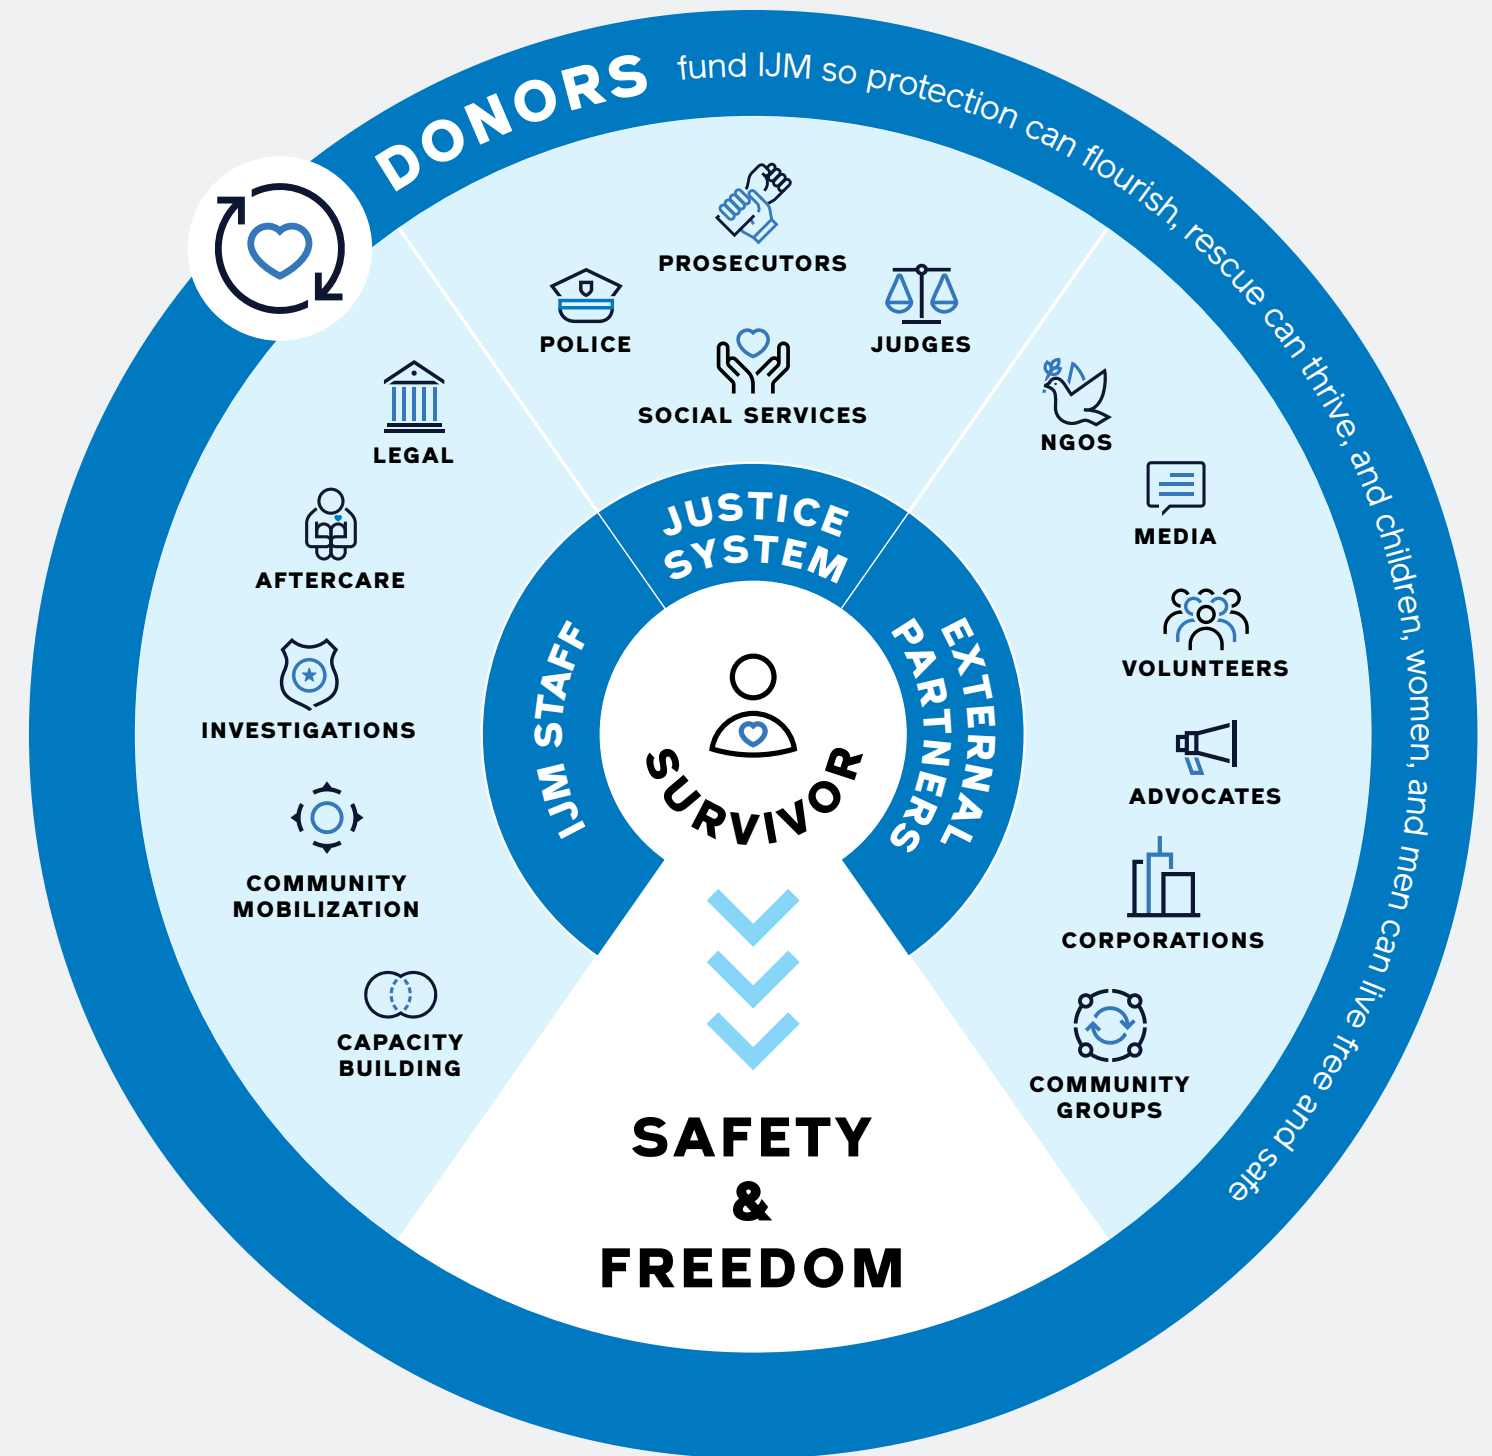 DONORS fund IJM so protection can flourish, rescue can thrive, and children, women, and men can live free and safe
PROSECUTORS
POLICE
JUDGES
SOCIAL SERVICES
LEGAL
AFTERCARE
INVESTIGATIONS
COMMUNITY
MOBILIZATION
CAPACITY
BUILDING
NGOS
MEDIA
VOLUNTEERS
ADVOCATES
CORPORATIONS
COMMUNITY
GROUPS
JUSTICE
SYSTEM
IJM STAFF
EXTERNAL
PARTNERS
SURVIVOR
SAFETY
&
FREEDOM